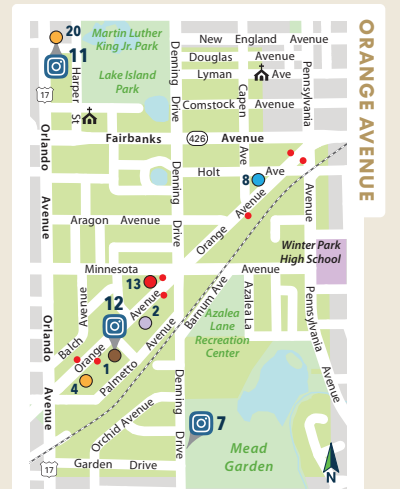 20
Martin Luther
King Jr. Park
New England Avenue
Douglas Avenue
11
Lake Island
Park
Lyman Ave
17
Harper St
Denning Drive
Comstock Avenue
Capen Ave
Pennsylvania Avenue
ORANGE AVENUE
Orlando Avenue
Fairbanks 426 Avenue
Holt Ave
8
Denning Drive
Orange Avenue
Aragon Avenue
Winter Park
High School
Minnesota Avenue
13
Avenue
2
12
Barnum Ave
Azalea La
Azalea
Lane
Recreation
Center
Pennsylvania Avenue
Orlando Avenue
Balch Avenue
Orange
1
4
Palmetto Avenue
Denning Drive
7
Orchid Avenue
Mead
Garden
17
Garden Drive
N